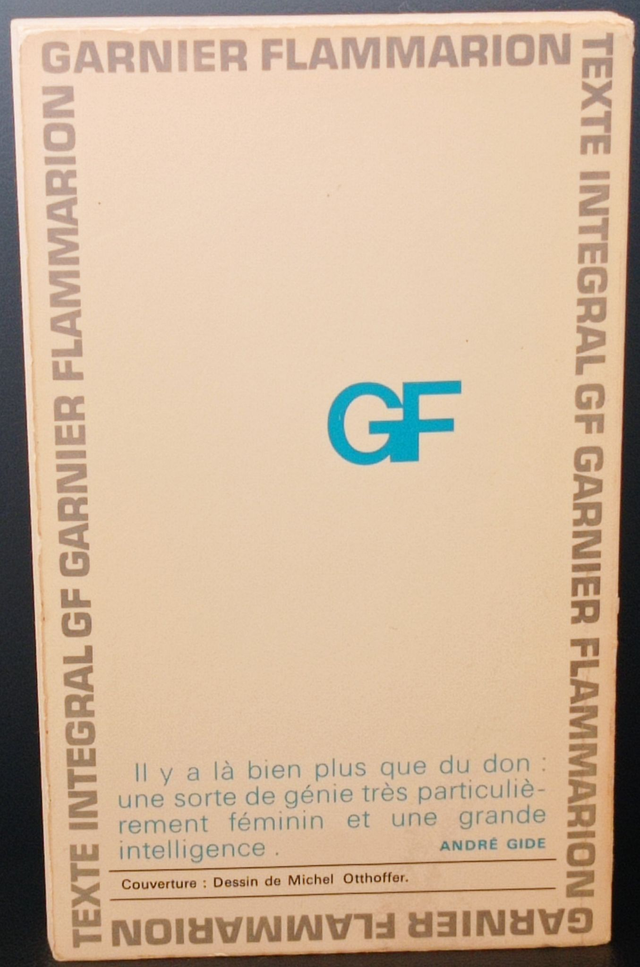 GARNIER FLAMMARION
TEXTE INTEGRAL GF GARNIER FLAMMARION
TEXTE INTEGRAL GF GARNIER FLAMMARION
GF
Il y a là bien plus que du don :
une sorte de génie très particuliè-
rement féminin et une grande
intelligence .
ANDRÉ GIDE
Couverture : Dessin de Michel Otthoffer.
GARNIER FLAMMARION